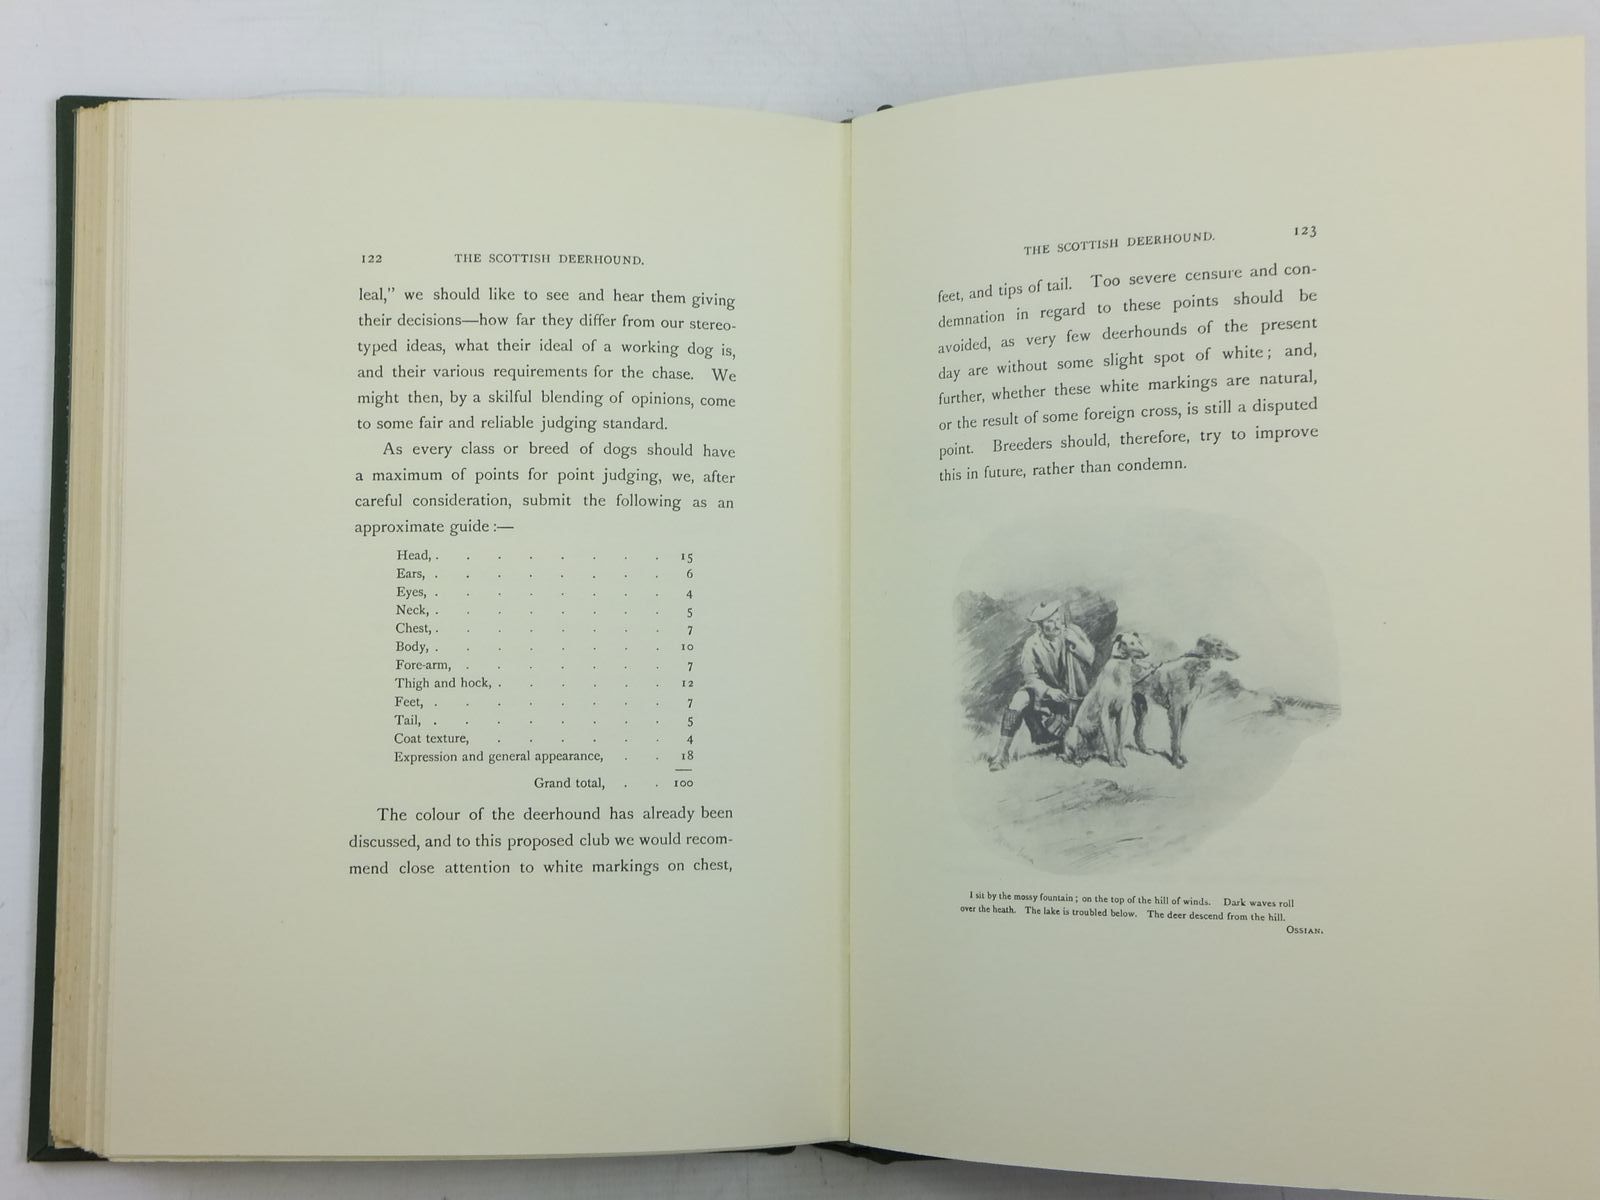 122 THE SCOTTISH DEERHOUND.
leal,” we should like to see and hear them giving
their decisions—how far they differ from our stereo-
typed ideas, what their ideal of a working dog is,
and their various requirements for the chase. We
might then, by a skilful blending of opinions, come
to some fair and reliable judging standard.
As every class or breed of dogs should have
a maximum of points for point judging, we, after
careful consideration, submit the following as an
approximate guide :—
Head, . . . . . . . . 15
Ears, . . . . . . . . 6
Eyes, . . . . . . . . 4
Neck, . . . . . . . . 5
Chest, . . . . . . . . 7
Body, . . . . . . . . 10
Fore-arm, . . . . . . . 7
Thigh and hock, . . . . . . 12
Feet, . . . . . . . . 7
Tail, . . . . . . . . 5
Coat texture, . . . . . . 4
Expression and general appearance, . . 18
Grand total, . . 100
The colour of the deerhound has already been
discussed, and to this proposed club we would recom-
mend close attention to white markings on chest,
THE SCOTTISH DEERHOUND. 123
feet, and tips of tail. Too severe censure and con-
demnation in regard to these points should be
avoided, as very few deerhounds of the present
day are without some slight spot of white ; and,
further, whether these white markings are natural,
or the result of some foreign cross, is still a disputed
point. Breeders should, therefore, try to improve
this in future, rather than condemn.
I sit by the mossy fountain ; on the top of the hill of winds. Dark waves roll
over the heath. The lake is troubled below. The deer descend from the hill.
OSSIAN.